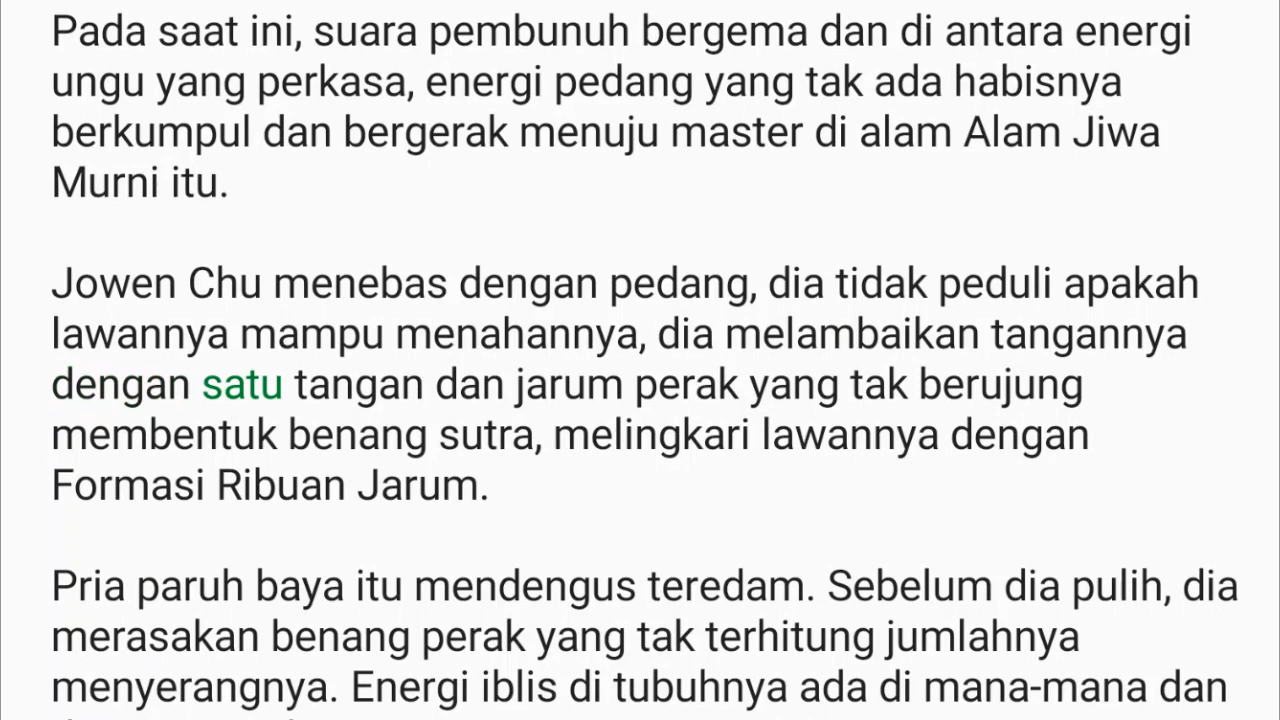 Pada saat ini, suara pembunuh bergema dan di antara energi
ungu yang perkasa, energi pedang yang tak ada habisnya
berkumpul dan bergerak menuju master di alam Alam Jiwa
Murni itu.
Jowen Chu menebas dengan pedang, dia tidak peduli apakah
lawannya mampu menahannya, dia melambaikan tangannya
dengan satu tangan dan jarum perak yang tak berujung
membentuk benang sutra, melingkari lawannya dengan
Formasi Ribuan Jarum.
Pria paruh baya itu mendengus teredam. Sebelum dia pulih, dia
merasakan benang perak yang tak terhitung jumlahnya
menyerangnya. Energi iblis di tubuhnya ada di mana-mana dan